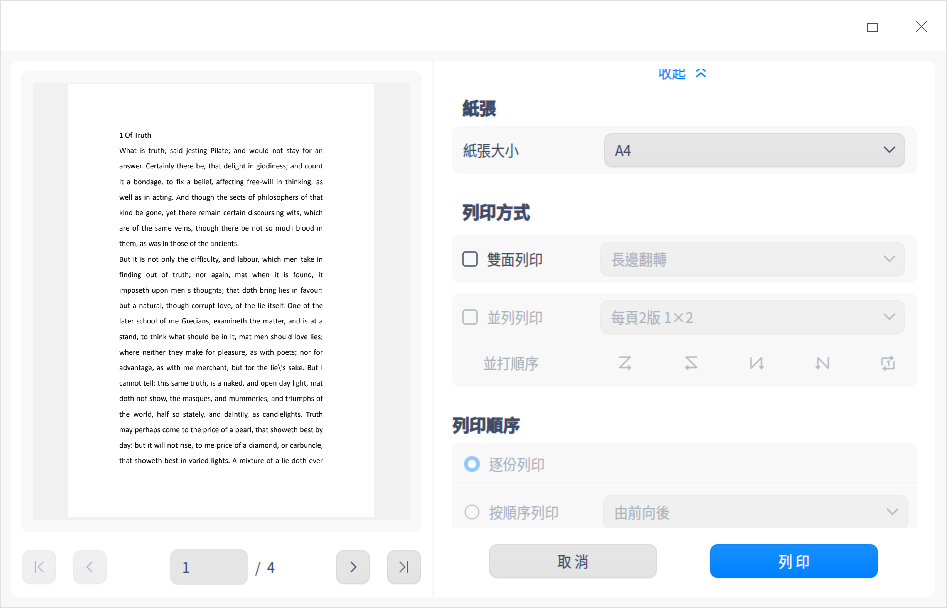 收起
紙張
紙張大小
A4
列印方式
雙面列印
長邊翻轉
並列列印
每頁2版 1×2
並打順序
列印順序
逐份列印
按順序列印
由前向後
取消
列印
1 Of Truth
What is truth, said jesting Pilate; and would not stay for an
answer. Certainly there be, that delight in giddiness; and count
it a bondage, to fix a belief, affecting free-will in thinking, as
well as in acting. And though the sects of philosophers of that
kind be gone, yet there remain certain discoursing wits, which
are of the same veins, though there be not so much blood in
them, as was in those of the ancients.
But it is not only the difficulty, and labour, which men take in
finding out of truth, nor again, mat when it is found, it
imposeth upon men's thoughts; that doth bring lies in favour:
but a natural, though corrupt love, of the lie itself. One of the
later school of me Grecians, examineth the matter, and is at a
stand, to think what should be in it, mat men should love lies;
where neither they make for pleasure, as with poets; nor for
advantage, as with me merchant, but for the lie\'s sake. But I
cannot tell: this same truth, is a naked, and open day light, mat
doth not show, the masques, and mummeries, and triumphs of
the world, half so stately, and daintily, as candlelights. Truth
may perhaps come to the price of a pearl, that showeth best by
day: but it will not rise, to me price of a diamond, or carbuncle,
that showeth best in varied lights. A mixture of a lie doth ever
1 / 4